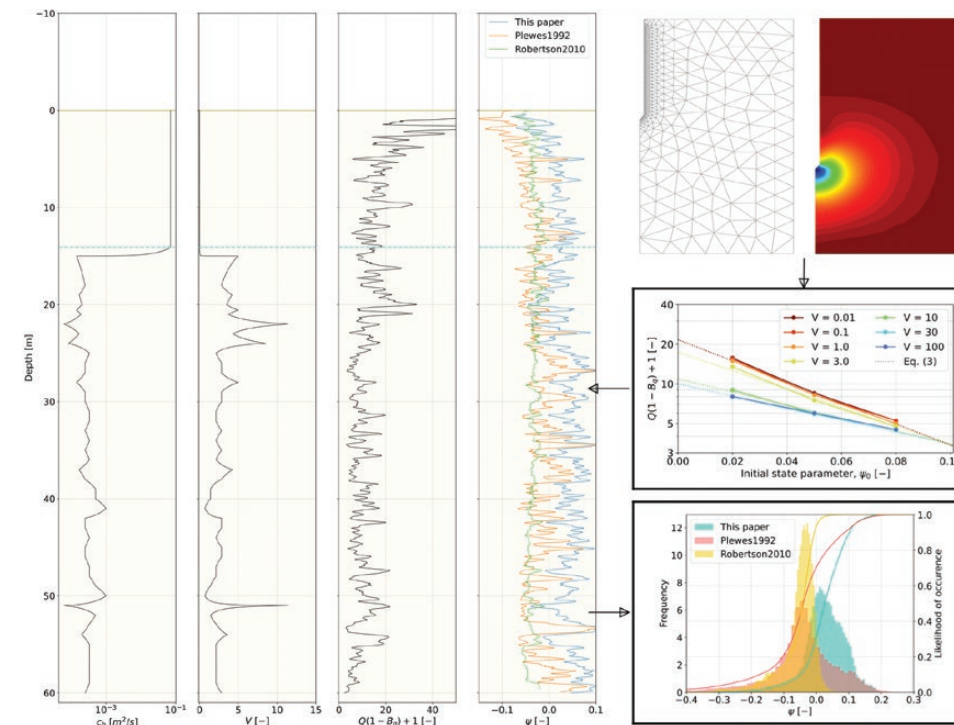 −10
0
10
20
30
40
50
60
Depth [m]
10⁻³
10⁻¹
cₕ [m²/s]
0
5
10
15
V [−]
0
20
40
Q(1 − B_q) + 1 [−]
This paper
Plewes1992
Robertson2010
−0.1
0.0
0.1
ψ [−]
V = 0.01
V = 0.1
V = 1.0
V = 3.0
V = 10
V = 30
V = 100
Eq. (3)
40
20
10
5
3
Q(1 − B_q) + 1 [−]
0.00
0.02
0.04
0.06
0.08
Initial state parameter, ψ₀ [−]
This paper
Plewes1992
Robertson2010
12
10
8
6
4
2
0
Frequency
1.0
0.8
0.6
0.4
0.2
0.0
Likelihood of occurence
−0.4
−0.3
−0.2
−0.1
0.0
0.1
0.2
0.3
ψ [−]